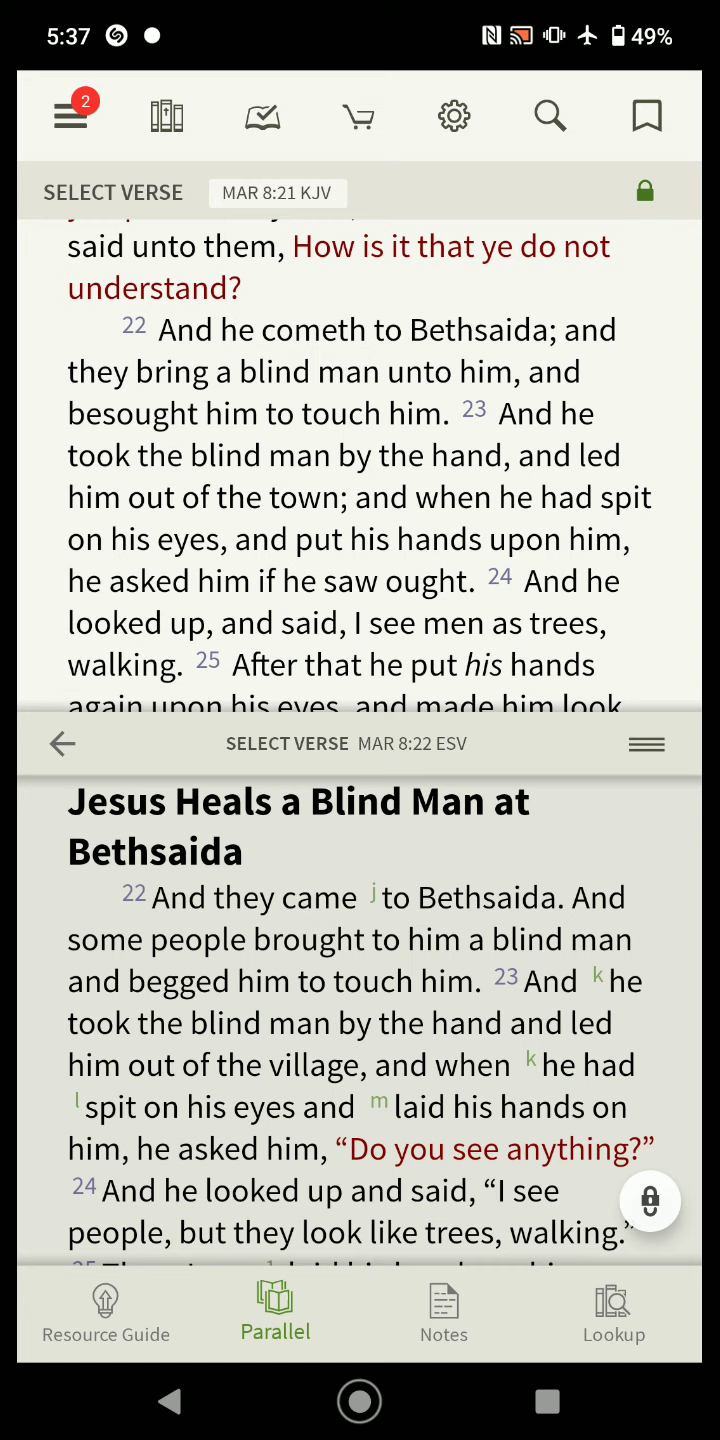 5:37
49%
2
SELECT VERSE MAR 8:21 KJV
said unto them, How is it that ye do not
understand?
22 And he cometh to Bethsaida; and
they bring a blind man unto him, and
besought him to touch him. 23 And he
took the blind man by the hand, and led
him out of the town; and when he had spit
on his eyes, and put his hands upon him,
he asked him if he saw ought. 24 And he
looked up, and said, I see men as trees,
walking. 25 After that he put his hands
again upon his eyes, and made him look
SELECT VERSE MAR 8:22 ESV
Jesus Heals a Blind Man at
Bethsaida
22 And they came j to Bethsaida. And
some people brought to him a blind man
and begged him to touch him. 23 And k he
took the blind man by the hand and led
him out of the village, and when k he had
l spit on his eyes and m laid his hands on
him, he asked him, “Do you see anything?”
24 And he looked up and said, “I see
people, but they look like trees, walking.”
Resource Guide
Parallel
Notes
Lookup